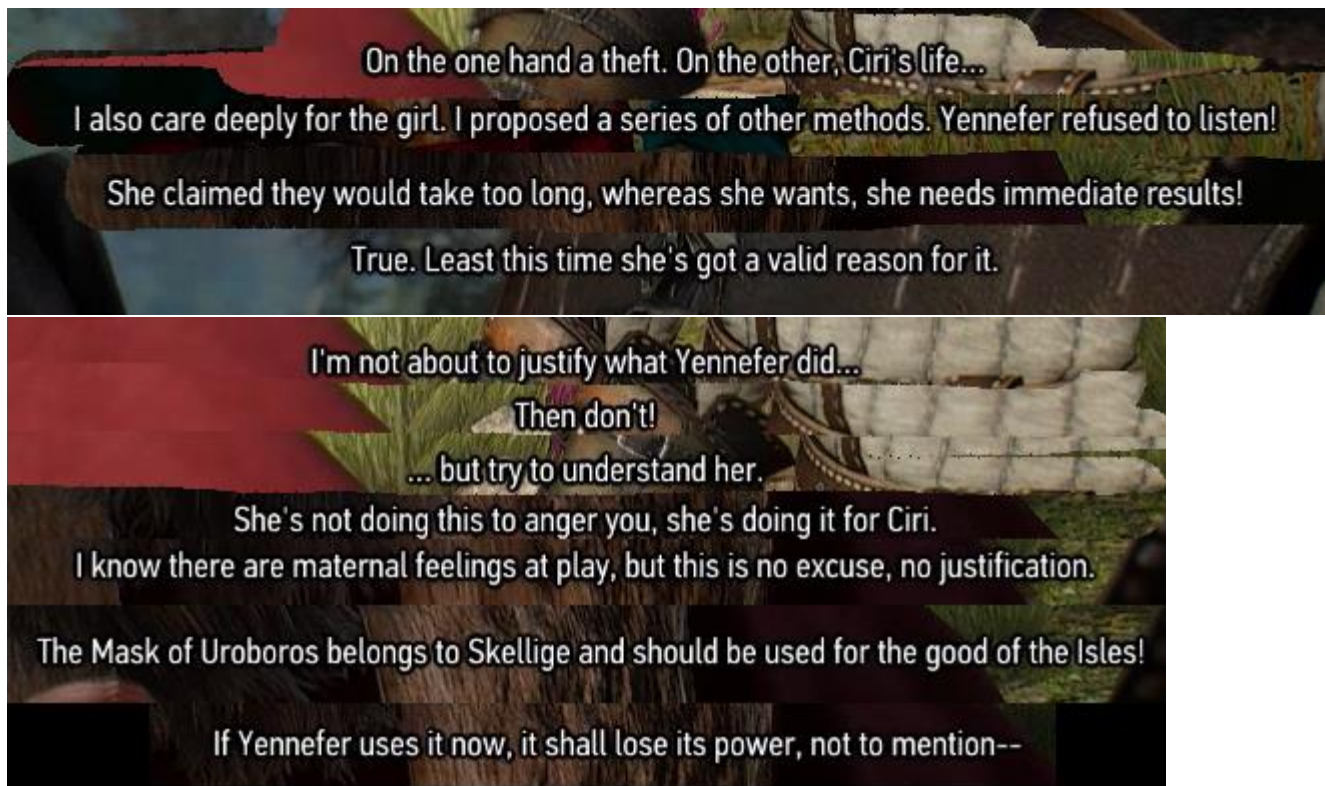 On the one hand a theft. On the other, Ciri's life...
I also care deeply for the girl. I proposed a series of other methods. Yennefer refused to listen!
She claimed they would take too long, whereas she wants, she needs immediate results!
True. Least this time she's got a valid reason for it.
I'm not about to justify what Yennefer did...
Then don't!
... but try to understand her.
She's not doing this to anger you, she's doing it for Ciri.
I know there are maternal feelings at play, but this is no excuse, no justification.
The Mask of Uroboros belongs to Skellige and should be used for the good of the Isles!
If Yennefer uses it now, it shall lose its power, not to mention--